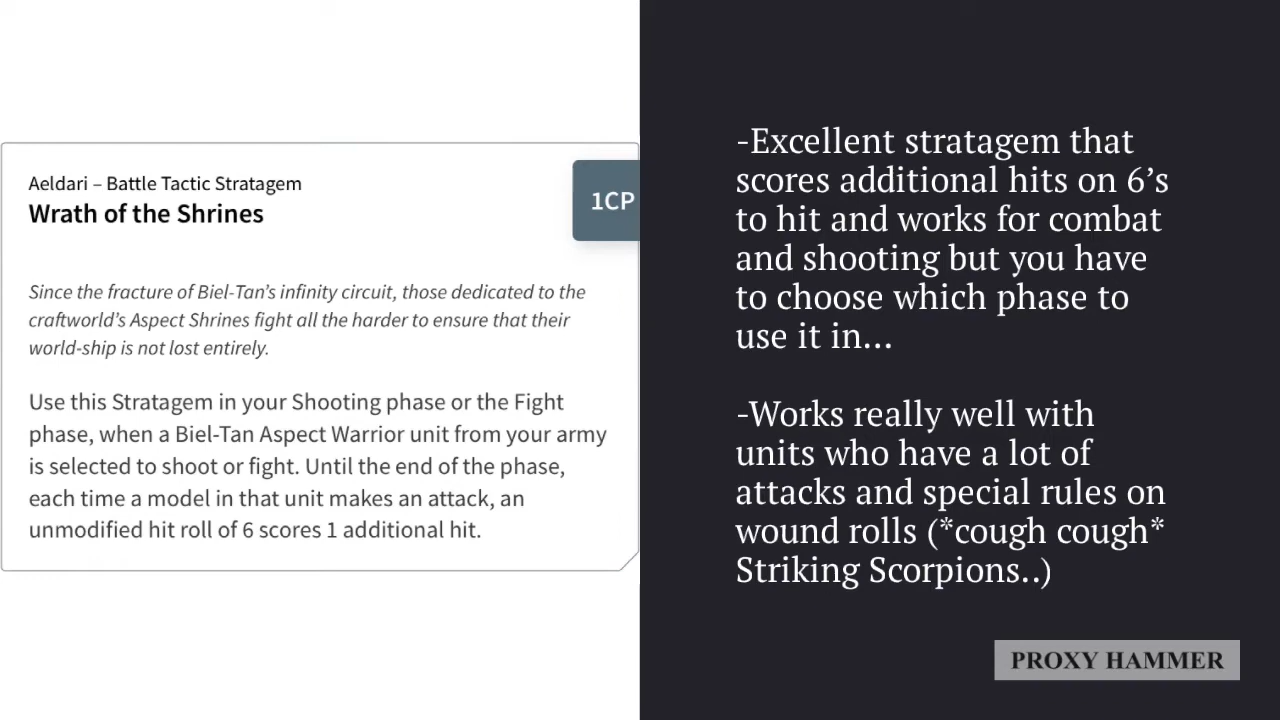 Aeldari – Battle Tactic Stratagem
Wrath of the Shrines
1CP
Since the fracture of Biel-Tan’s infinity circuit, those dedicated to the
craftworld’s Aspect Shrines fight all the harder to ensure that their
world-ship is not lost entirely.
Use this Stratagem in your Shooting phase or the Fight
phase, when a Biel-Tan Aspect Warrior unit from your army
is selected to shoot or fight. Until the end of the phase,
each time a model in that unit makes an attack, an
unmodified hit roll of 6 scores 1 additional hit.
-Excellent stratagem that
scores additional hits on 6’s
to hit and works for combat
and shooting but you have
to choose which phase to
use it in...
-Works really well with
units who have a lot of
attacks and special rules on
wound rolls (*cough cough*
Striking Scorpions..)
PROXY HAMMER